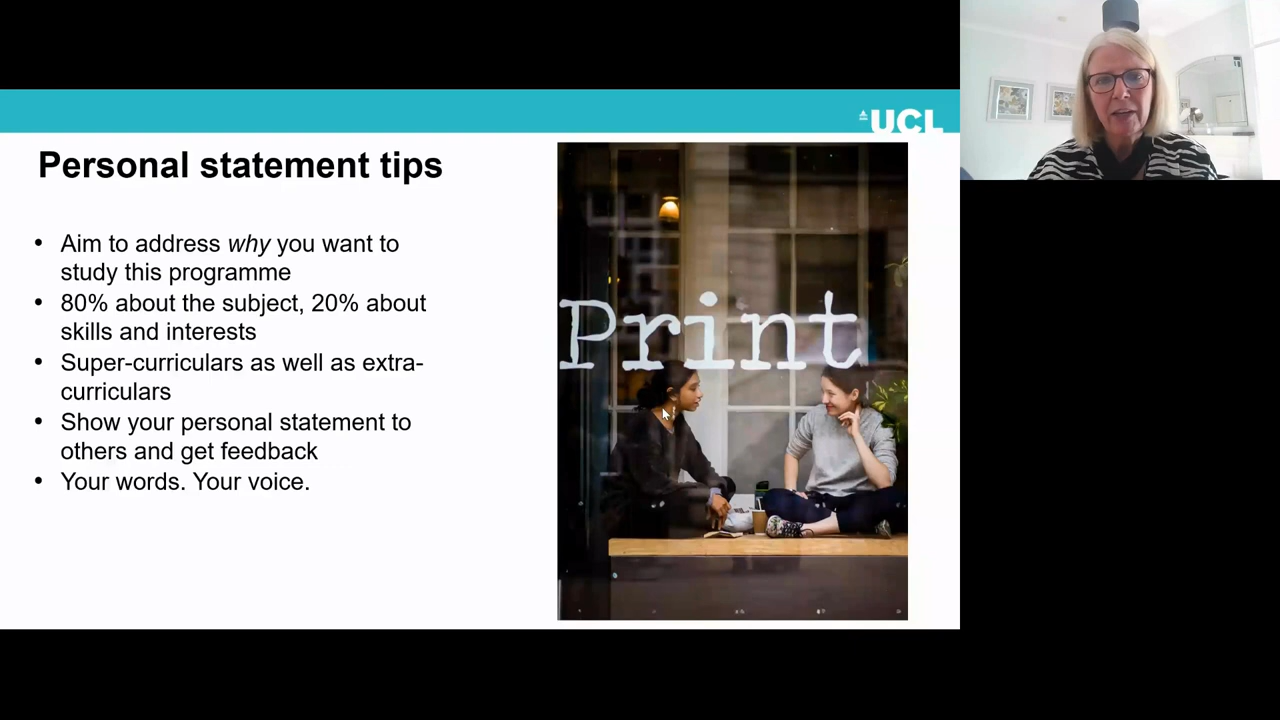 UCL
Personal statement tips
• Aim to address why you want to
study this programme
• 80% about the subject, 20% about
skills and interests
• Super-curriculars as well as extra-
curriculars
• Show your personal statement to
others and get feedback
• Your words. Your voice.
Print